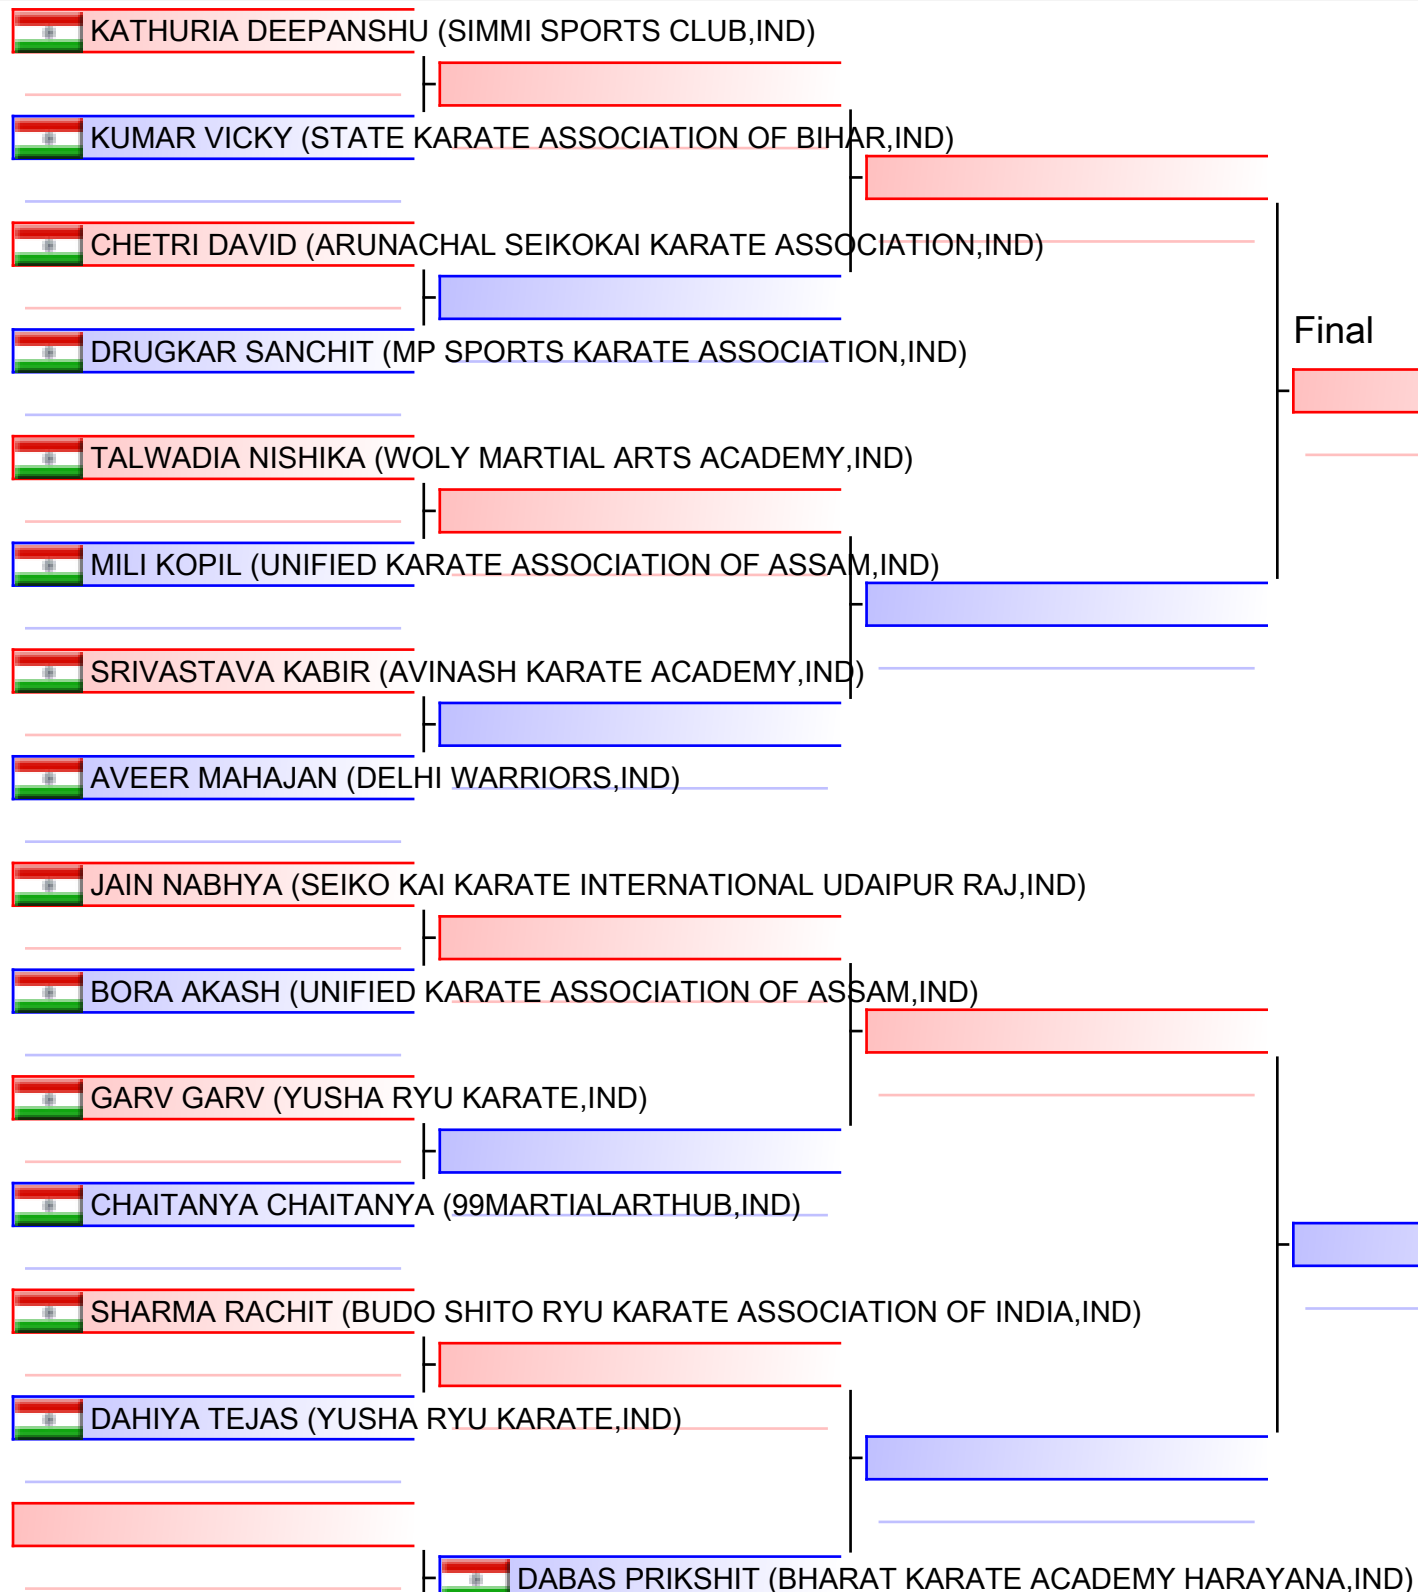 KATHURIA DEEPANSHU (SIMMI SPORTS CLUB,IND)
KUMAR VICKY (STATE KARATE ASSOCIATION OF BIHAR,IND)
CHETRI DAVID (ARUNACHAL SEIKOKAI KARATE ASSOCIATION,IND)
Final
DRUGKAR SANCHIT (MP SPORTS KARATE ASSOCIATION,IND)
TALWADIA NISHIKA (WOLY MARTIAL ARTS ACADEMY,IND)
MILI KOPIL (UNIFIED KARATE ASSOCIATION OF ASSAM,IND)
SRIVASTAVA KABIR (AVINASH KARATE ACADEMY,IND)
AVEER MAHAJAN (DELHI WARRIORS,IND)
JAIN NABHYA (SEIKO KAI KARATE INTERNATIONAL UDAIPUR RAJ,IND)
BORA AKASH (UNIFIED KARATE ASSOCIATION OF ASSAM,IND)
GARV GARV (YUSHA RYU KARATE,IND)
CHAITANYA CHAITANYA (99MARTIALARTHUB,IND)
SHARMA RACHIT (BUDO SHITO RYU KARATE ASSOCIATION OF INDIA,IND)
DAHIYA TEJAS (YUSHA RYU KARATE,IND)
DABAS PRIKSHIT (BHARAT KARATE ACADEMY HARAYANA,IND)